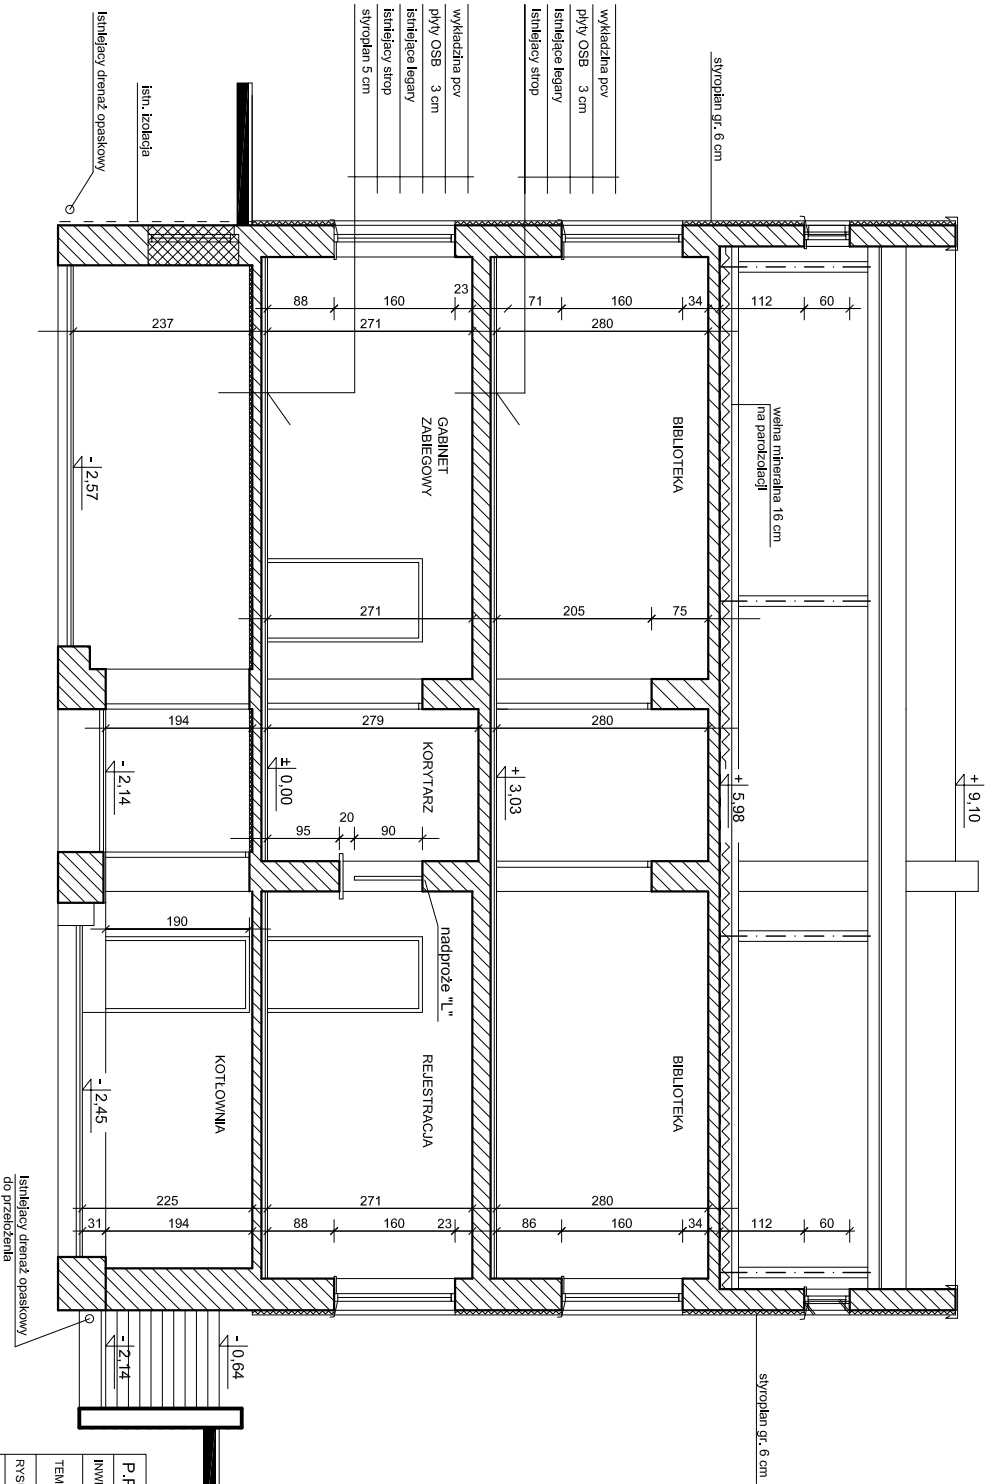 + 9,10
styropian gr. 6 cm
60
60
wełna mineralna 16 cm
na paroizolacji
112
112
+ 5,98
styropian gr. 6 cm
34
75
34
BIBLIOTEKA
BIBLIOTEKA
160
280
205
280
280
160
71
86
wykładzina pcv
płyty OSB 3 cm
istniejące legary
istniejacy strop
+ 3,03
23
23
GABINET
ZABIEGOWY
KORYTARZ
nadproże "L"
REJESTRACJA
160
271
271
279
90
20
95
271
160
88
88
± 0,00
wykładzina pcv
płyty OSB 3 cm
istniejące legary
istniejacy strop
styropian 5 cm
istn. izolacja
istniejacy drenaż opaskowy
237
194
190
225
194
31
KOTŁOWNIA
- 2,57
- 2,14
- 2,45
- 0,64
- 2,14
istniejacy drenaż opaskowy
do przełożenia